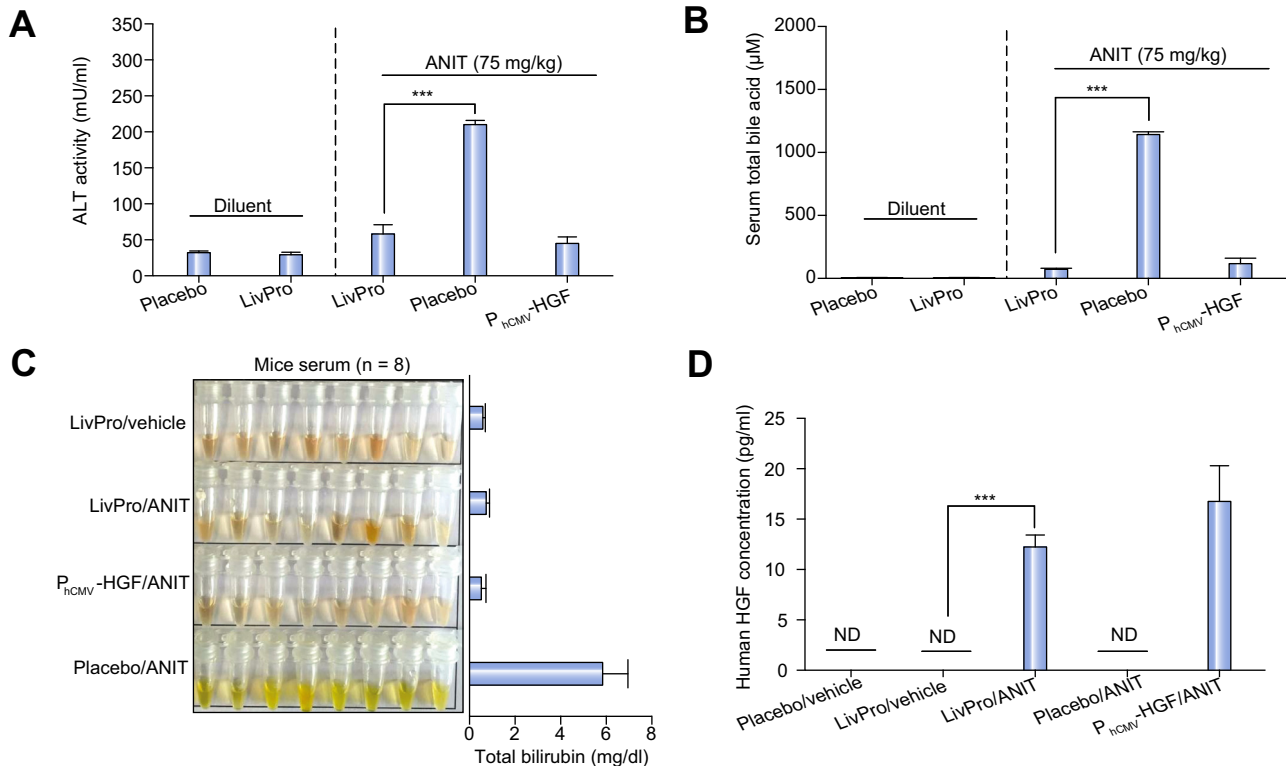 A
ALT activity (mU/ml)
350
300
250
200
150
100
50
0
Diluent
ANIT (75 mg/kg)
***
Placebo
LivPro
LivPro
Placebo
PhCMV-HGF
B
Serum total bile acid (µM)
2000
1500
1000
500
0
Diluent
ANIT (75 mg/kg)
***
Placebo
LivPro
LivPro
Placebo
PhCMV-HGF
C
Mice serum (n = 8)
LivPro/vehicle
LivPro/ANIT
PhCMV-HGF/ANIT
Placebo/ANIT
0 2 4 6 8
Total bilirubin (mg/dl)
D
Human HGF concentration (pg/ml)
25
20
15
10
5
0
ND
ND
***
ND
Placebo/vehicle
LivPro/vehicle
LivPro/ANIT
Placebo/ANIT
PhCMV-HGF/ANIT